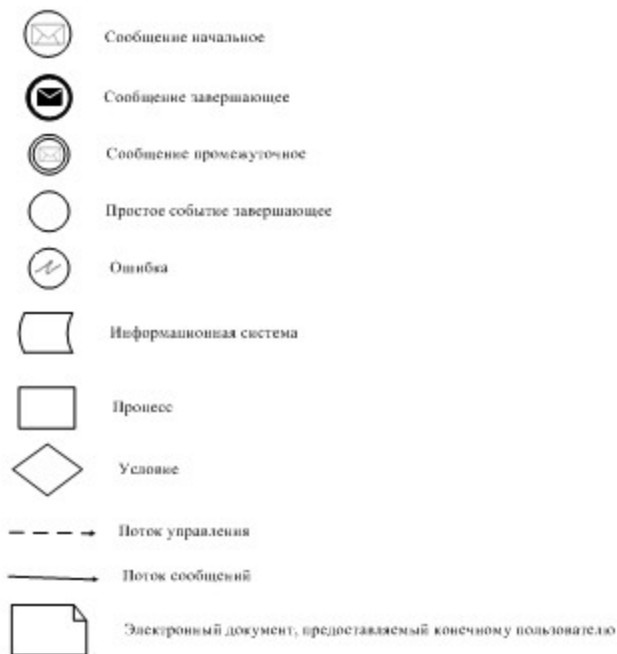 Сообщение начальное
Сообщение завершающее
Сообщение промежуточное
Простое событие завершающее
Ошибка
Информационная система
Процесс
Условие
Поток управления
Поток сообщений
Электронный документ, предоставляемый конечному пользователю